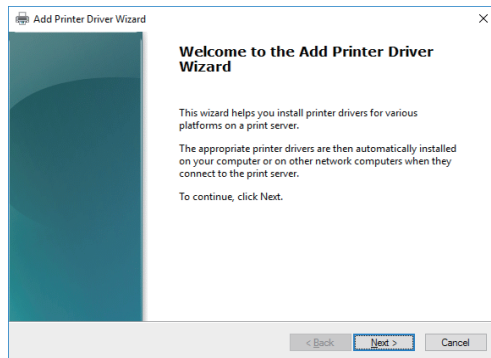 Add Printer Driver Wizard
Welcome to the Add Printer Driver
Wizard
This wizard helps you install printer drivers for various
platforms on a print server.
The appropriate printer drivers are then automatically installed
on your computer or on other network computers when they
connect to the print server.
To continue, click Next.
< Back Next > Cancel